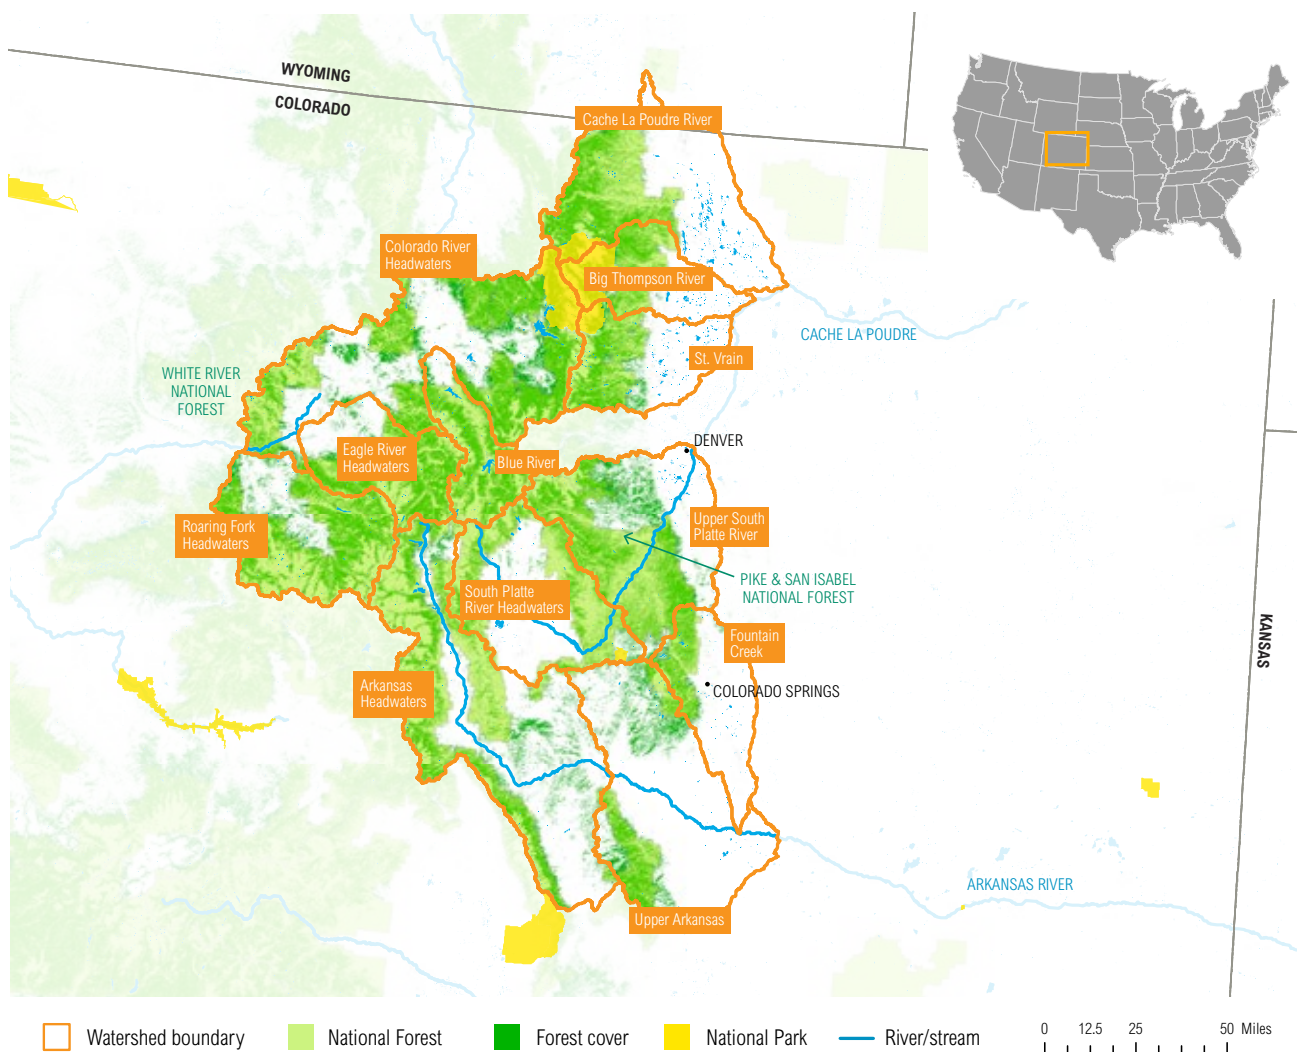 WYOMING
COLORADO
Cache La Poudre River
Colorado River
Headwaters
Big Thompson River
CACHE LA POUDRE
St. Vrain
WHITE RIVER
NATIONAL
FOREST
DENVER
Eagle River
Headwaters
Blue River
Roaring Fork
Headwaters
Upper South
Platte River
PIKE & SAN ISABEL
NATIONAL FOREST
South Platte
River Headwaters
Fountain
Creek
KANSAS
Arkansas
Headwaters
COLORADO SPRINGS
ARKANSAS RIVER
Upper Arkansas
Watershed boundary
National Forest
Forest cover
National Park
River/stream
0 12.5 25 50 Miles